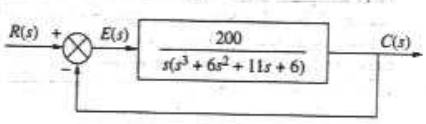 R(s) + E(s) 200 C(s)
−
s(s³ + 6s² + 11s + 6)